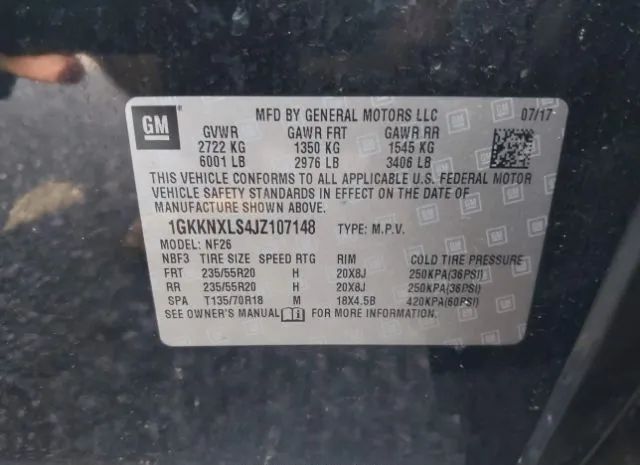 GM
MFD BY GENERAL MOTORS LLC 07/17
GVWR GAWR FRT GAWR RR
2722 KG 1350 KG 1545 KG
6001 LB 2976 LB 3406 LB
THIS VEHICLE CONFORMS TO ALL APPLICABLE U.S. FEDERAL MOTOR
VEHICLE SAFETY STANDARDS IN EFFECT ON THE DATE OF
MANUFACTURE SHOWN ABOVE.
1GKKNXLS4JZ107148 TYPE: M.P.V.
MODEL: NF26
NBF3 TIRE SIZE SPEED RTG RIM COLD TIRE PRESSURE
FRT 235/55R20 H 20X8J 250KPA(36PSI)
RR 235/55R20 H 20X8J 250KPA(36PSI)
SPA T135/70R18 M 18X4.5B 420KPA(60PSI)
SEE OWNER'S MANUAL FOR MORE INFORMATION.